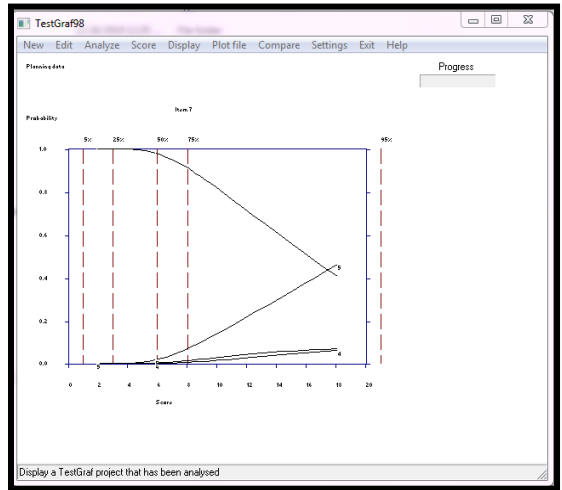 TestGraf98
New Edit Analyze Score Display Plot file Compare Settings Exit Help
Planning data
Progress
Item 7
Probability
5% 25% 50% 75% 95%
1.0
0.8
0.6
0.4
0.2
0.0
5
4
0 2 4 6 8 10 12 14 16 18 20
Score
Display a TestGraf project that has been analysed